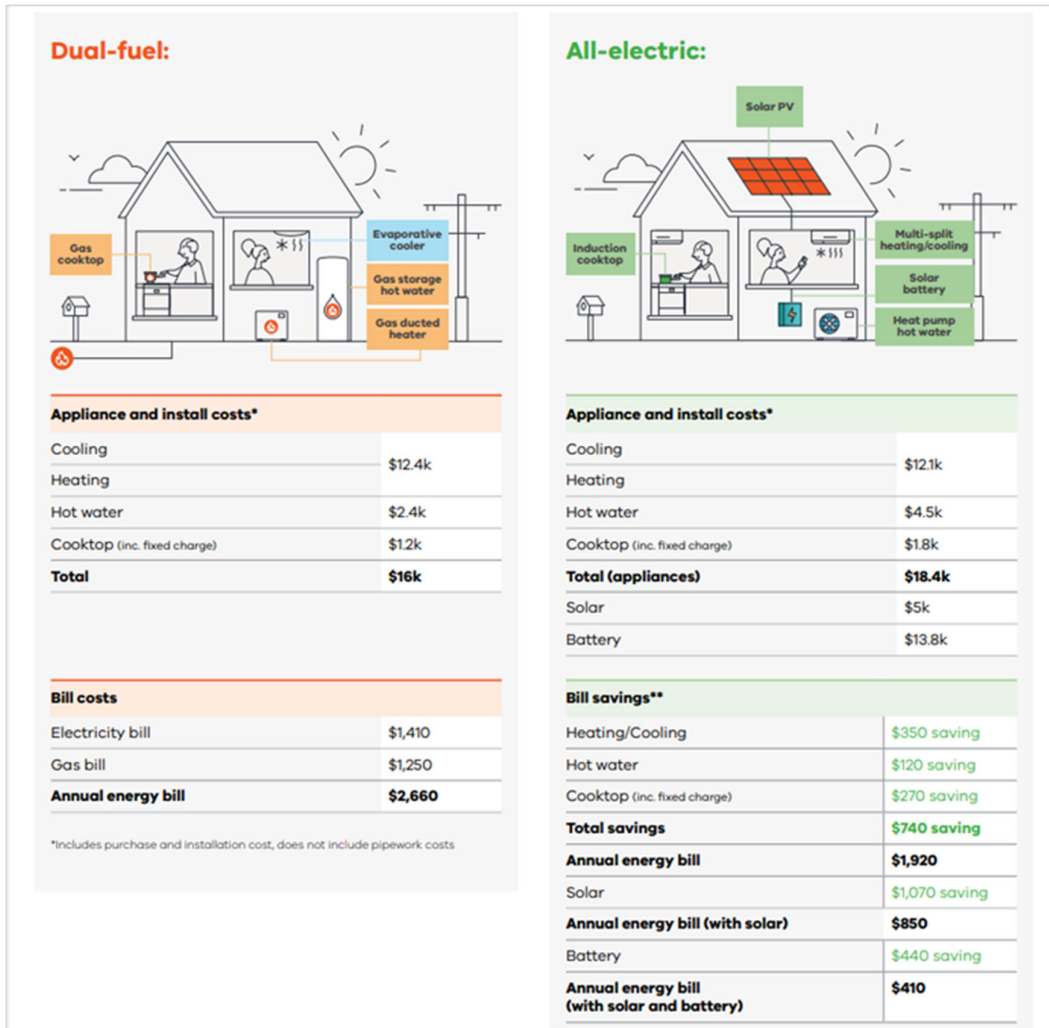 Dual-fuel:
Gas
cooktop
Evaporative
cooler
Gas storage
hot water
Gas ducted
heater
Appliance and install costs*
Cooling
Heating
$12.4k
Hot water $2.4k
Cooktop (inc. fixed charge) $1.2k
Total $16k
Bill costs
Electricity bill $1,410
Gas bill $1,250
Annual energy bill $2,660
*Includes purchase and installation cost, does not include pipework costs
All-electric:
Solar PV
Induction
cooktop
Multi-split
heating/cooling
Solar
battery
Heat pump
hot water
Appliance and install costs*
Cooling
Heating
$12.1k
Hot water $4.5k
Cooktop (inc. fixed charge) $1.8k
Total (appliances) $18.4k
Solar $5k
Battery $13.8k
Bill savings**
Heating/Cooling $350 saving
Hot water $120 saving
Cooktop (inc. fixed charge) $270 saving
Total savings $740 saving
Annual energy bill $1,920
Solar $1,070 saving
Annual energy bill (with solar) $850
Battery $440 saving
Annual energy bill
(with solar and battery) $410